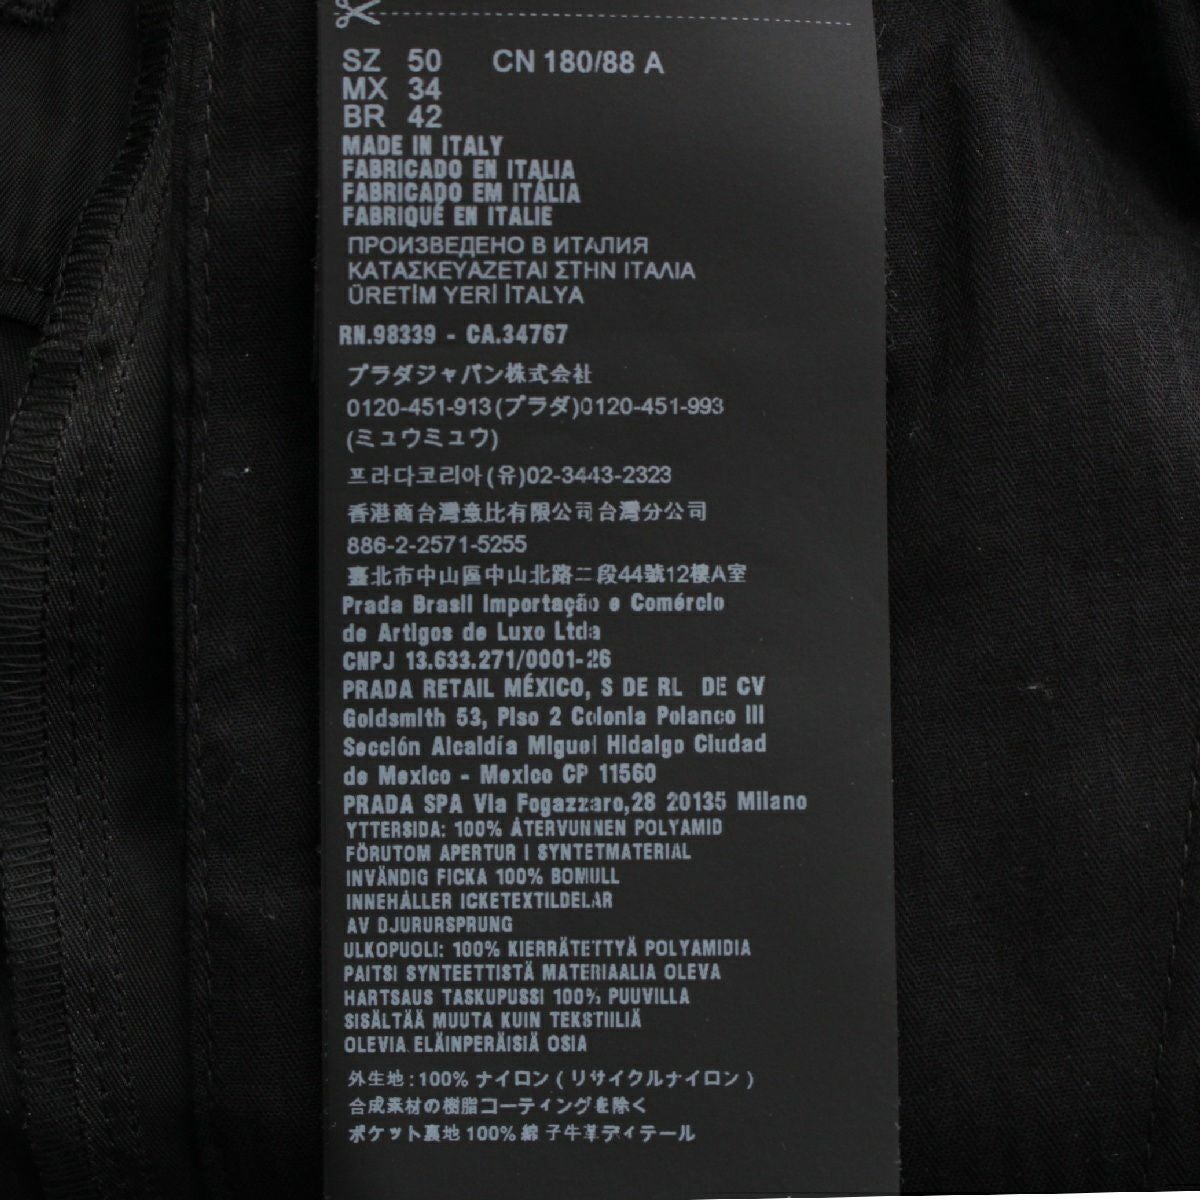 SZ 50 CN 180/88 A
MX 34
BR 42
MADE IN ITALY
FABRICADO EN ITALIA
FABRICADO EM ITÁLIA
FABRIQUÉ EN ITALIE
ПРОИЗВЕДЕНО В ИТАЛИЯ
ΚΑΤΑΣΚΕΥΑΖΕΤΑΙ ΣΤΗΝ ΙΤΑΛΙΑ
ÜRETİM YERİ İTALYA
RN.98339 - CA.34767
プラダジャパン株式会社
0120-451-913(プラダ)0120-451-993
(ミュウミュウ)
프라다코리아(유)02-3443-2323
香港商台灣意比有限公司台灣分公司
886-2-2571-5255
臺北市中山區中山北路二段44號12樓A室
Prada Brasil Importação e Comércio
de Artigos de Luxo Ltda
CNPJ 13.633.271/0001-26
PRADA RETAIL MÉXICO, S DE RL DE CV
Goldsmith 53, Piso 2 Colonia Polanco III
Sección Alcaldía Miguel Hidalgo Ciudad
de Mexico - Mexico CP 11560
PRADA SPA Via Fogazzaro,28 20135 Milano
YTTERSIDA: 100% ÅTERVUNNEN POLYAMID
FÖRUTOM APERTUR I SYNTETMATERIAL
INVÄNDIG FICKA 100% BOMULL
INNEHÅLLER ICKETEXTILDELAR
AV DJURURSPRUNG
ULKOPUOLI: 100% KIERRÄTETTYÄ POLYAMIDIA
PAITSI SYNTEETTISTÄ MATERIAALIA OLEVA
HARTSAUS TASKUPUSSI 100% PUUVILLA
SISÄLTÄÄ MUUTA KUIN TEKSTIILIÄ
OLEVIA ELÄINPERÄISIÄ OSIA
外生地:100% ナイロン(リサイクルナイロン)
合成素材の樹脂コーティングを除く
ポケット裏地100% 綿 子牛革ディテール